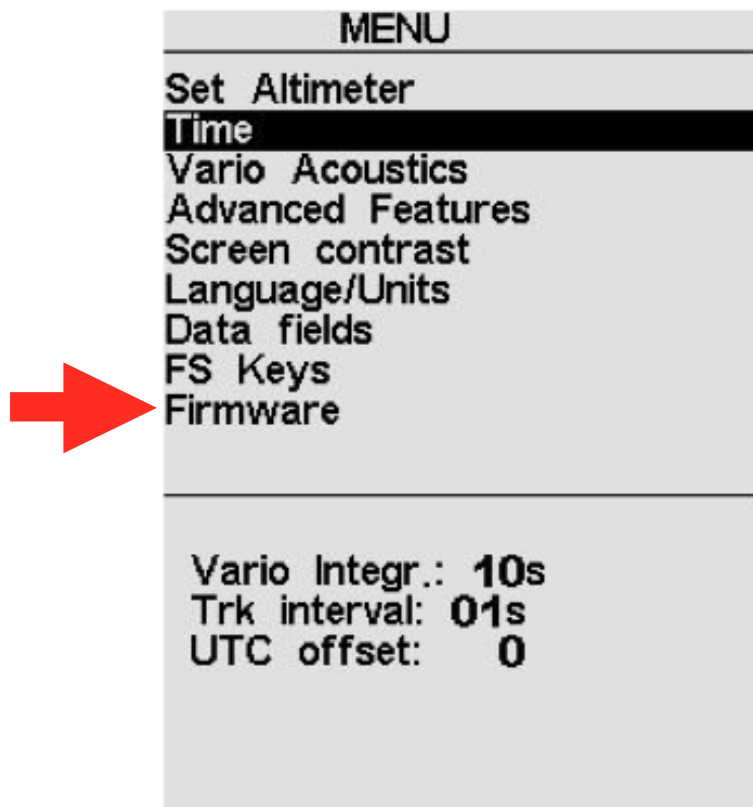 MENU
Set Altimeter
Time
Vario Acoustics
Advanced Features
Screen contrast
Language/Units
Data fields
FS Keys
Firmware
Vario Integr.: 10s
Trk interval: 01s
UTC offset: 0